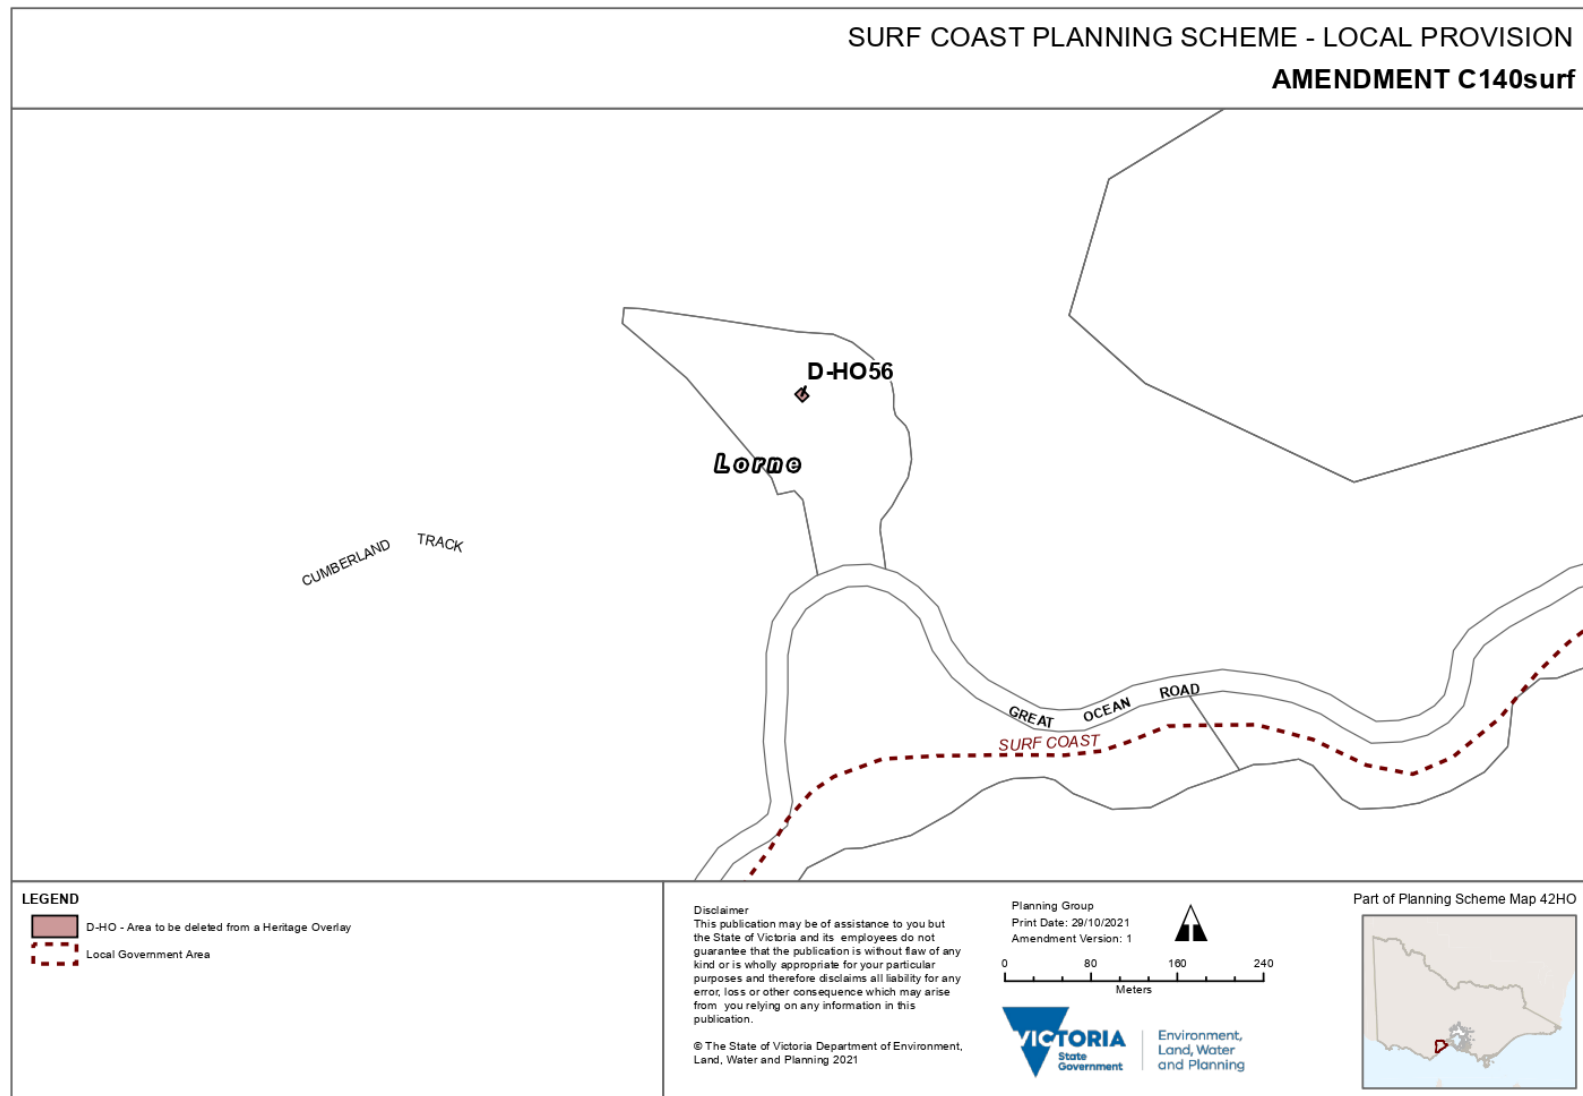 SURF COAST PLANNING SCHEME - LOCAL PROVISION
AMENDMENT C140surf
D-HO56
Lorne
CUMBERLAND TRACK
GREAT OCEAN ROAD
SURF COAST
LEGEND
D-HO - Area to be deleted from a Heritage Overlay
Local Government Area
Disclaimer
This publication may be of assistance to you but
the State of Victoria and its employees do not
guarantee that the publication is without flaw of any
kind or is wholly appropriate for your particular
purposes and therefore disclaims all liability for any
error, loss or other consequence which may arise
from you relying on any information in this
publication.
© The State of Victoria Department of Environment,
Land, Water and Planning 2021
Planning Group
Print Date: 29/10/2021
Amendment Version: 1
0 80 160 240
Meters
VICTORIA
State
Government
Environment,
Land, Water
and Planning
Part of Planning Scheme Map 42HO